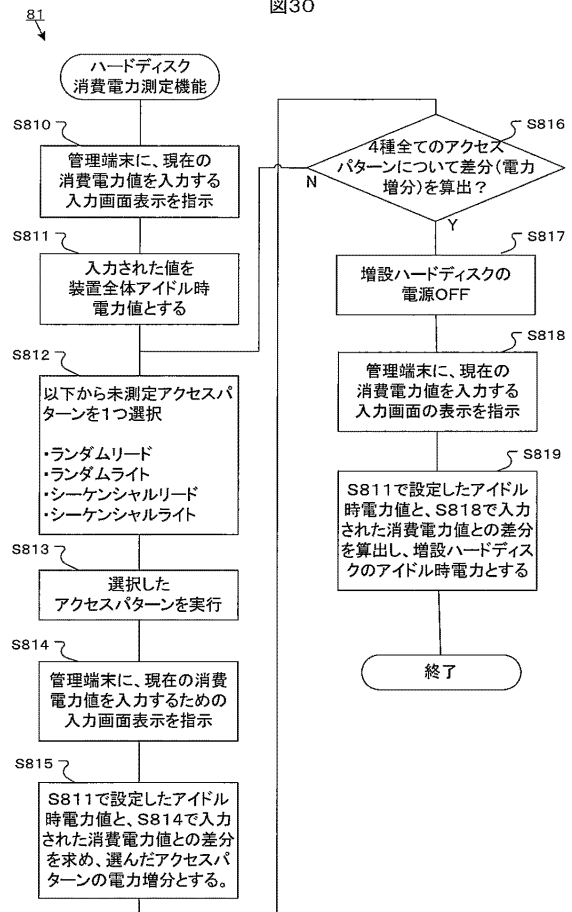 図30
81
ハードディスク
消費電力測定機能
S810
管理端末に、現在の
消費電力値を入力する
入力画面表示を指示
S811
入力された値を
装置全体アイドル時
電力値とする
S812
以下から未測定アクセスパ
ターンを1つ選択
・ランダムリード
・ランダムライト
・シーケンシャルリード
・シーケンシャルライト
S813
選択した
アクセスパターンを実行
S814
管理端末に、現在の消費
電力値を入力するための
入力画面表示を指示
S815
S811で設定したアイドル
時電力値と、S814で入力
された消費電力値との差分
を求め、選んだアクセスパ
ターンの電力増分とする。
S816
4種全てのアクセス
パターンについて差分(電力
増分)を算出?
N
Y
S817
増設ハードディスクの
電源OFF
S818
管理端末に、現在の
消費電力値を入力する
入力画面の表示を指示
S819
S811で設定したアイドル
時電力値と、S818で入力
された消費電力値との差分
を算出し、増設ハードディス
クのアイドル時電力とする
終了